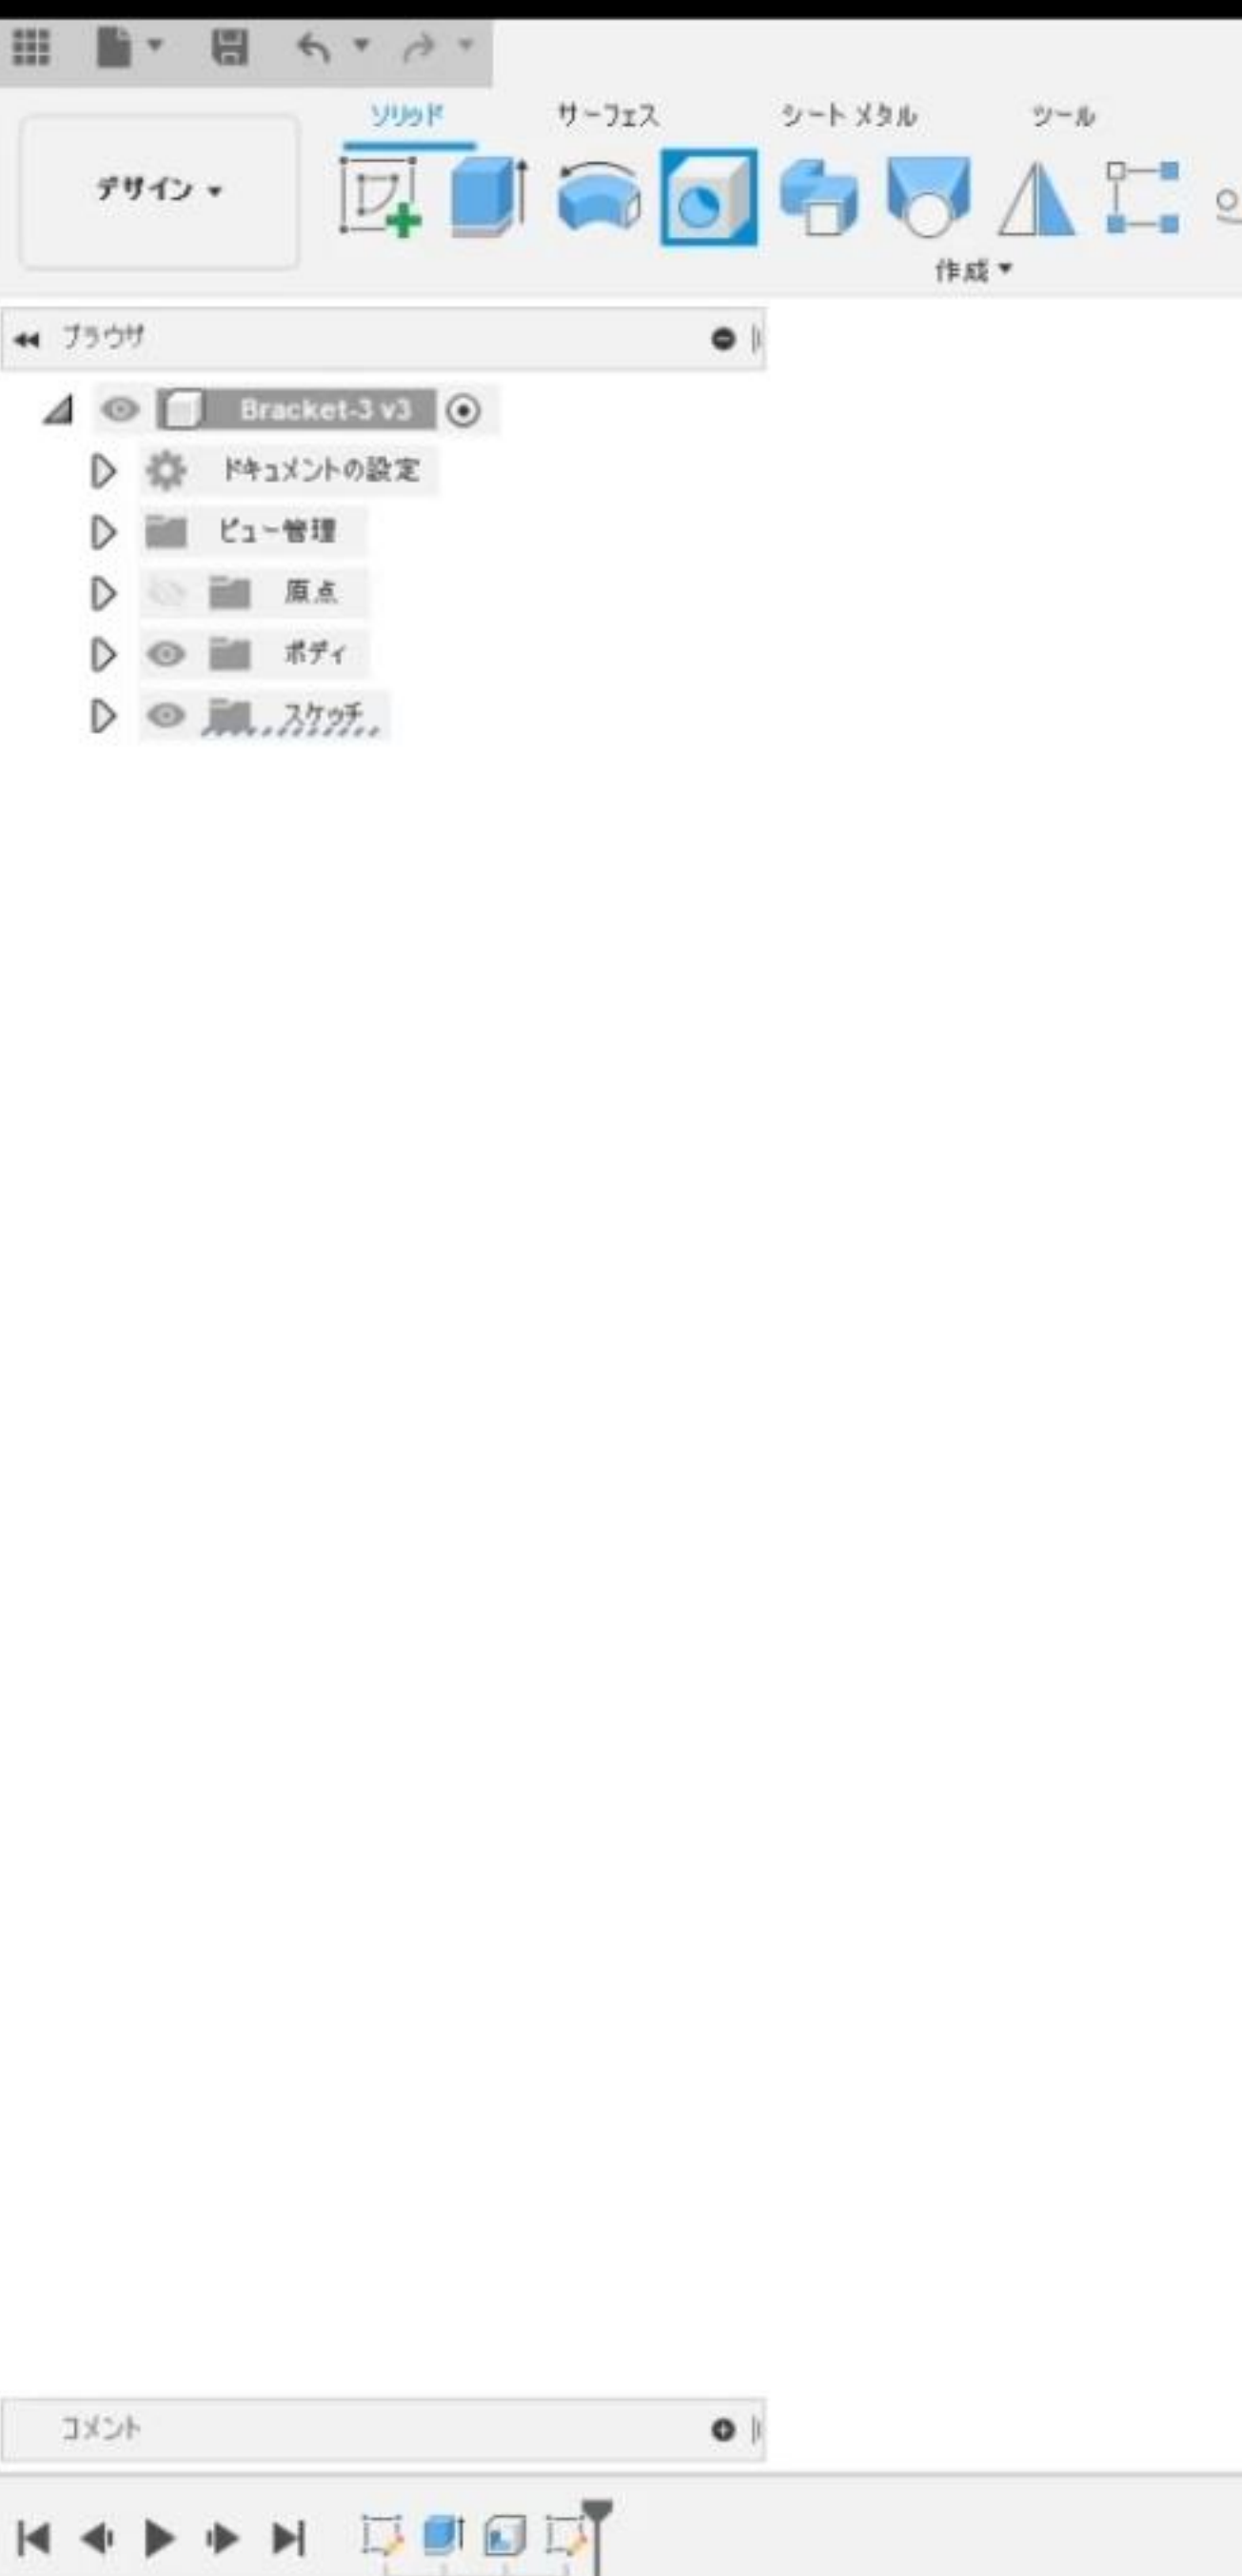 ソリッド サーフェス シート メタル ツール
デザイン
作成
ブラウザ
Bracket-3 v3
ドキュメントの設定
ビュー管理
原点
ボディ
スケッチ
コメント